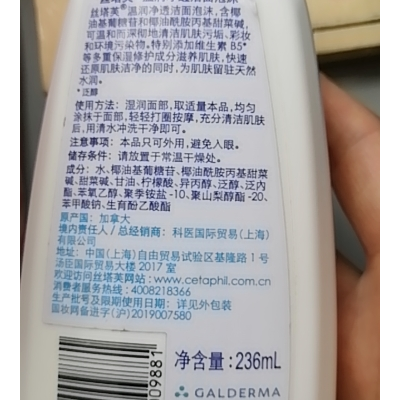 丝塔芙®温润净透洁面泡沫，含椰
油基葡糖苷和椰油酰胺丙基甜菜碱，
可温和而深彻地清洁肌肤油污、彩妆
和环境污染物。特别添加维生素 B5*
等多重保湿修护成分滋养肌肤，快速
还原肌肤洁净的同时，为肌肤留驻天然
水润。
* 泛醇
使用方法：湿润面部，取适量本品，均匀
涂抹于面部，轻轻打圈按摩，充分清洁肌肤
后，用清水冲洗干净即可。
注意事项：本品只可外用，避免入眼。
储存条件：请放置于常温干燥处。
成分：水、椰油基葡糖苷、椰油酰胺丙基甜菜
碱、甜菜碱、甘油、柠檬酸、异丙醇、泛醇、泛内
酯、苯氧乙醇、聚季铵盐 -10、聚山梨醇酯 -20、
苯甲酸钠、生育酚乙酸酯
原产国：加拿大
境内责任人 / 总经销商：科医国际贸易(上海)
有限公司
地址：中国(上海)自由贸易试验区基隆路 1 号
汤臣国际贸易大楼 2017 室
欢迎访问丝塔芙网站：www.cetaphil.com.cn
消费者服务热线：4008218366
生产批号及限期使用日期：详见外包装
国妆网备进字(沪)2019007580
09881
净含量:236mL
GALDERMA